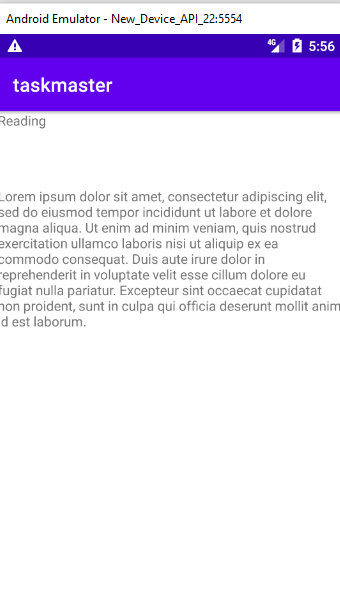 Android Emulator - New_Device_API_22:5554
4G 5:56
taskmaster
Reading
Lorem ipsum dolor sit amet, consectetur adipiscing elit,
sed do eiusmod tempor incididunt ut labore et dolore
magna aliqua. Ut enim ad minim veniam, quis nostrud
exercitation ullamco laboris nisi ut aliquip ex ea
commodo consequat. Duis aute irure dolor in
reprehenderit in voluptate velit esse cillum dolore eu
fugiat nulla pariatur. Excepteur sint occaecat cupidatat
non proident, sunt in culpa qui officia deserunt mollit anim
id est laborum.